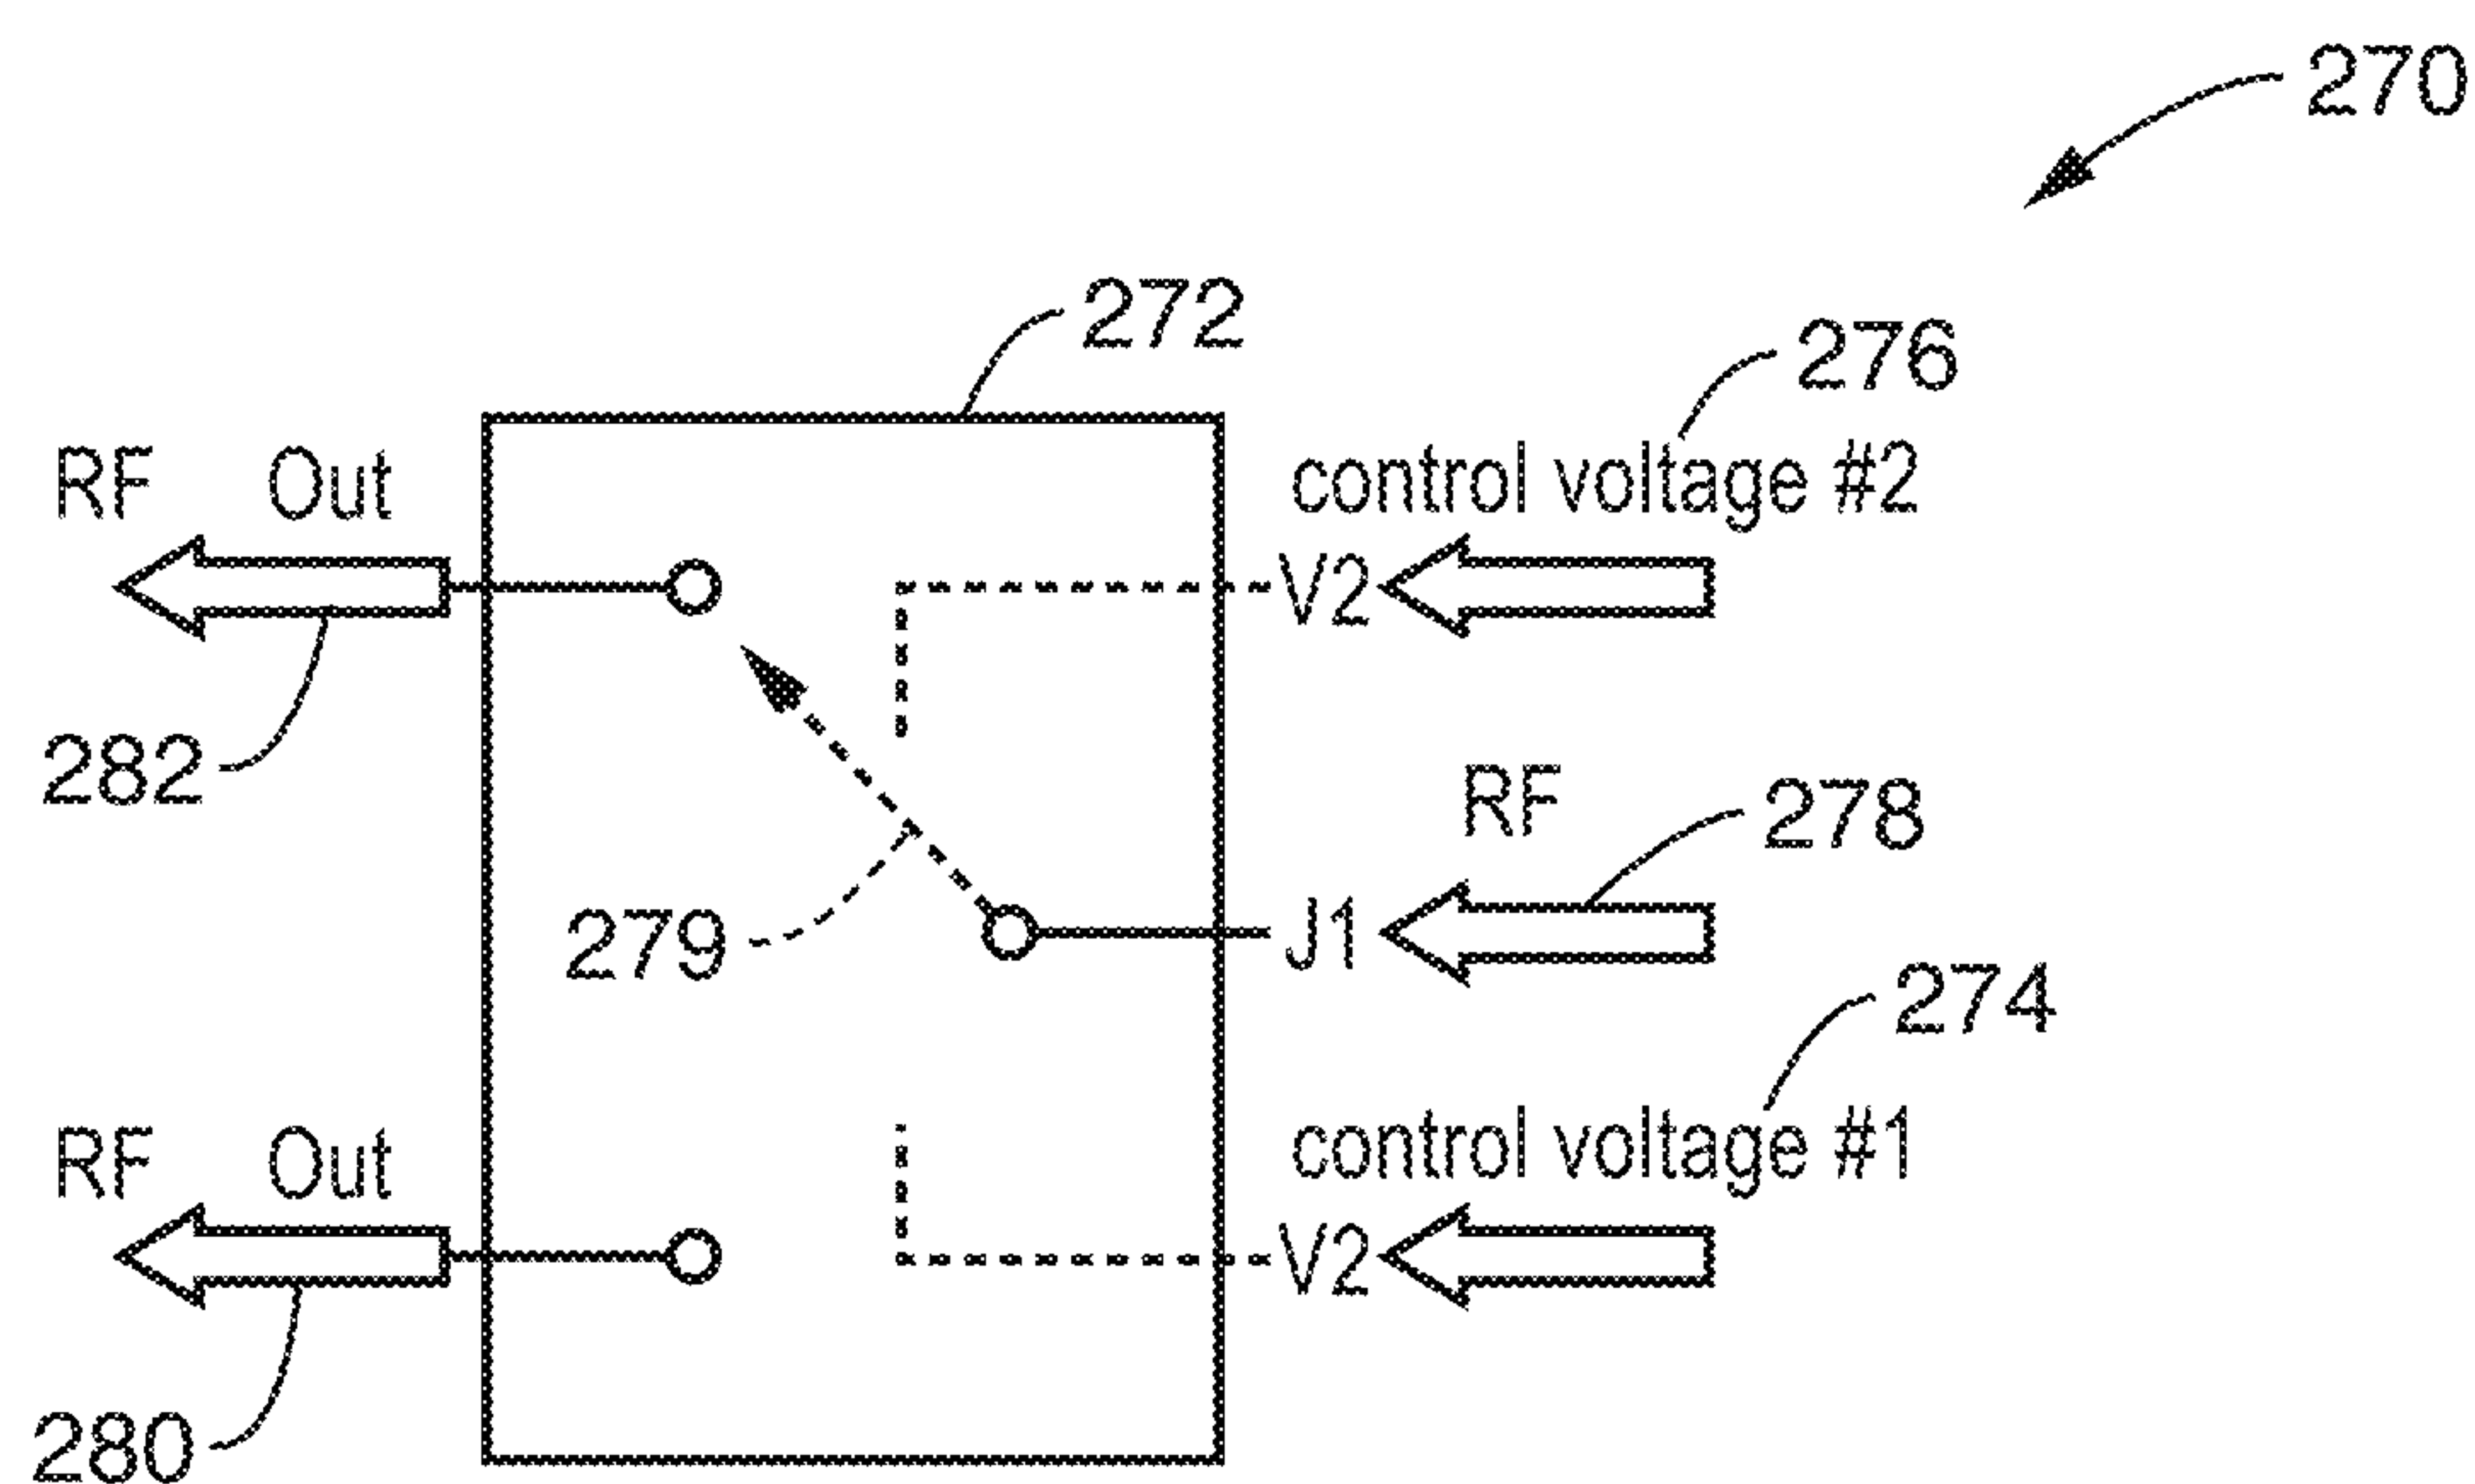 270
272
276
RF Out
control voltage #2
V2
282
RF
278
279
J1
274
RF Out
control voltage #1
V2
280